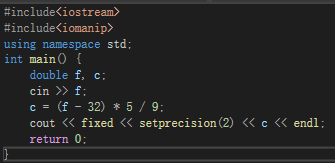 #include<iostream>
#include<iomanip>
using namespace std;
int main() {
    double f, c;
    cin >> f;
    c = (f - 32) * 5 / 9;
    cout << fixed << setprecision(2) << c << endl;
    return 0;
}